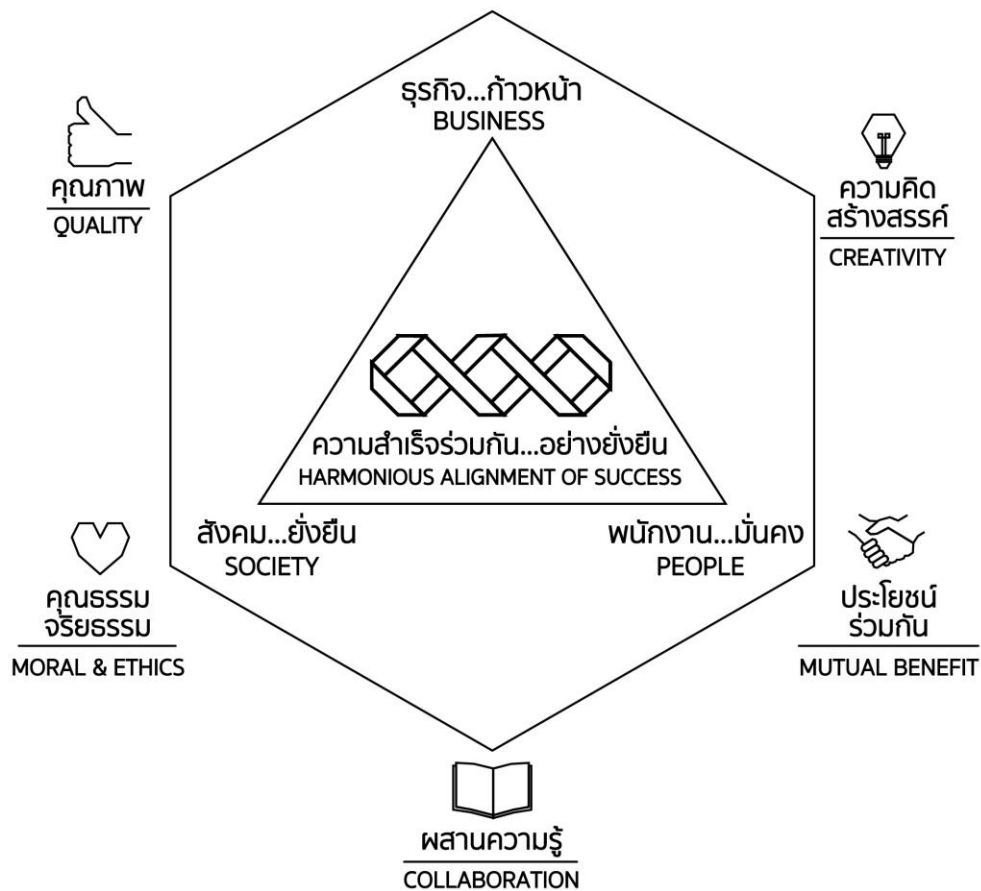 ธุรกิจ...ก้าวหน้า
BUSINESS
คุณภาพ
QUALITY
ความคิด
สร้างสรรค์
CREATIVITY
ความสำเร็จร่วมกัน...อย่างยั่งยืน
HARMONIOUS ALIGNMENT OF SUCCESS
สังคม...ยั่งยืน
SOCIETY
พนักงาน...มั่นคง
PEOPLE
คุณธรรม
จริยธรรม
MORAL & ETHICS
ประโยชน์
ร่วมกัน
MUTUAL BENEFIT
ผสานความรู้
COLLABORATION